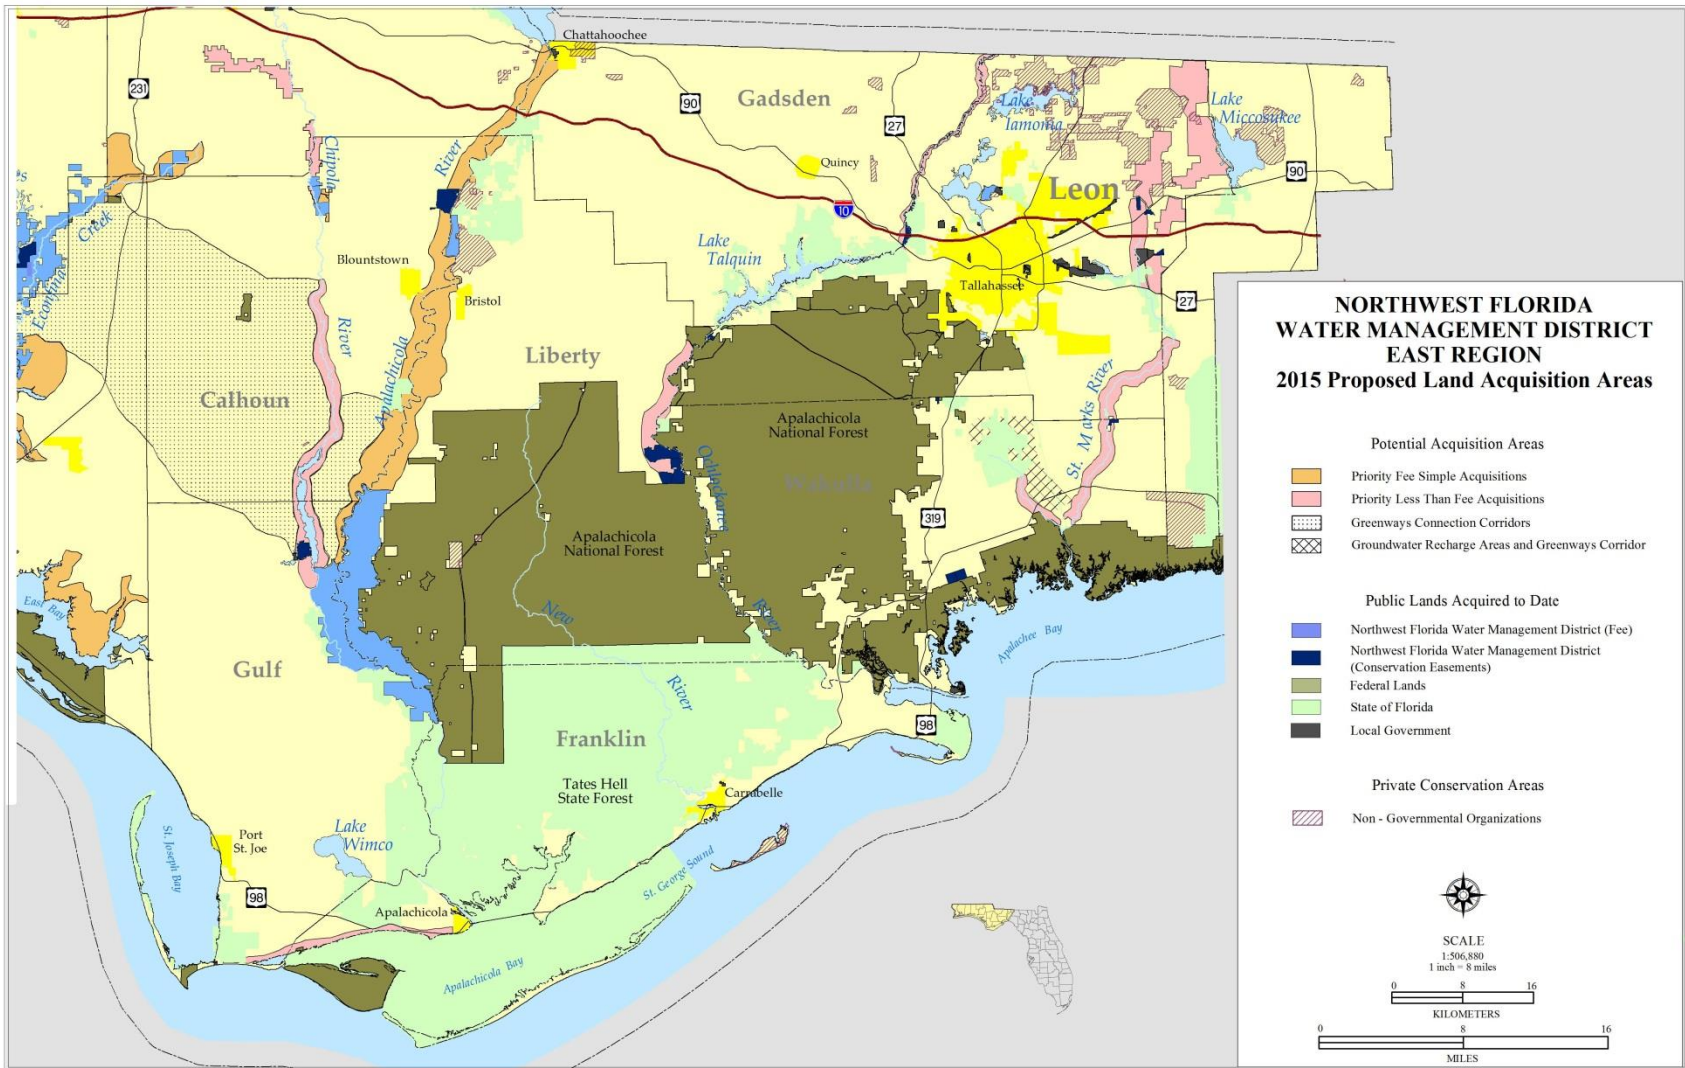 Chattahoochee
231
90
Gadsden
27
Lake
Iamonia
Lake
Miccosukee
Chipola
River
Quincy
90
Leon
10
Creek
Econfina
Lake
Talquin
Blountstown
Bristol
Tallahassee
27
River
Apalachicola
Liberty
Calhoun
St. Marks River
Apalachicola
National Forest
Wakulla
Ochlockonee
319
Apalachicola
National Forest
East Bay
New
River
Apalachee Bay
Gulf
River
Franklin
98
Tates Hell
State Forest
Carrabelle
Port
St. Joe
Lake
Wimco
St. Joseph Bay
St. George Sound
98
Apalachicola
Apalachicola Bay
NORTHWEST FLORIDA
WATER MANAGEMENT DISTRICT
EAST REGION
2015 Proposed Land Acquisition Areas
Potential Acquisition Areas
Priority Fee Simple Acquisitions
Priority Less Than Fee Acquisitions
Greenways Connection Corridors
Groundwater Recharge Areas and Greenways Corridor
Public Lands Acquired to Date
Northwest Florida Water Management District (Fee)
Northwest Florida Water Management District
(Conservation Easements)
Federal Lands
State of Florida
Local Government
Private Conservation Areas
Non - Governmental Organizations
SCALE
1:506,880
1 inch = 8 miles
0 8 16
KILOMETERS
0 8 16
MILES